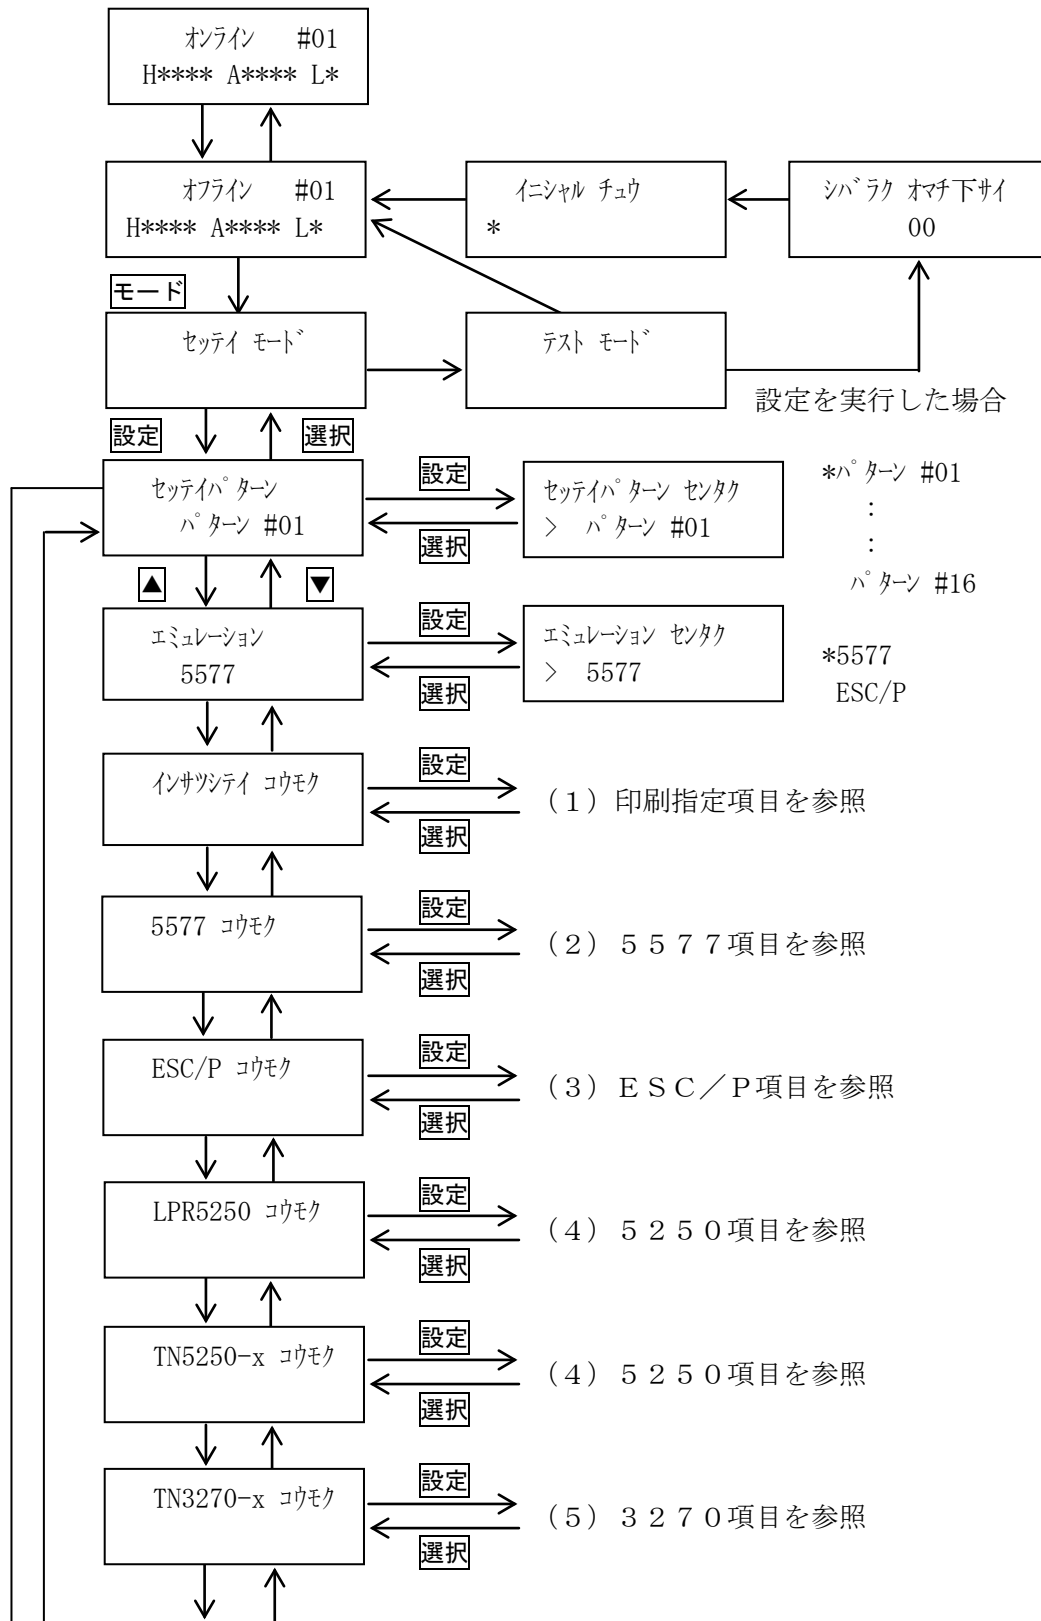 オンライン #01
H**** A**** L*
オフライン #01
H**** A**** L*
イニシャル チュウ
*
シバラク オマチ下サイ
00
モード
セッテイ モード
テスト モード
設定を実行した場合
設定
選択
セッテイパターン
パターン #01
設定
選択
セッテイパターン センタク
> パターン #01
*パターン #01
:
:
パターン #16
▲
▼
エミュレーション
5577
設定
選択
エミュレーション センタク
> 5577
*5577
ESC/P
インサツシテイ コウモク
設定
選択
(1)印刷指定項目を参照
5577 コウモク
設定
選択
(2)5577項目を参照
ESC/P コウモク
設定
選択
(3)ESC/P項目を参照
LPR5250 コウモク
設定
選択
(4)5250項目を参照
TN5250-x コウモク
設定
選択
(4)5250項目を参照
TN3270-x コウモク
設定
選択
(5)3270項目を参照